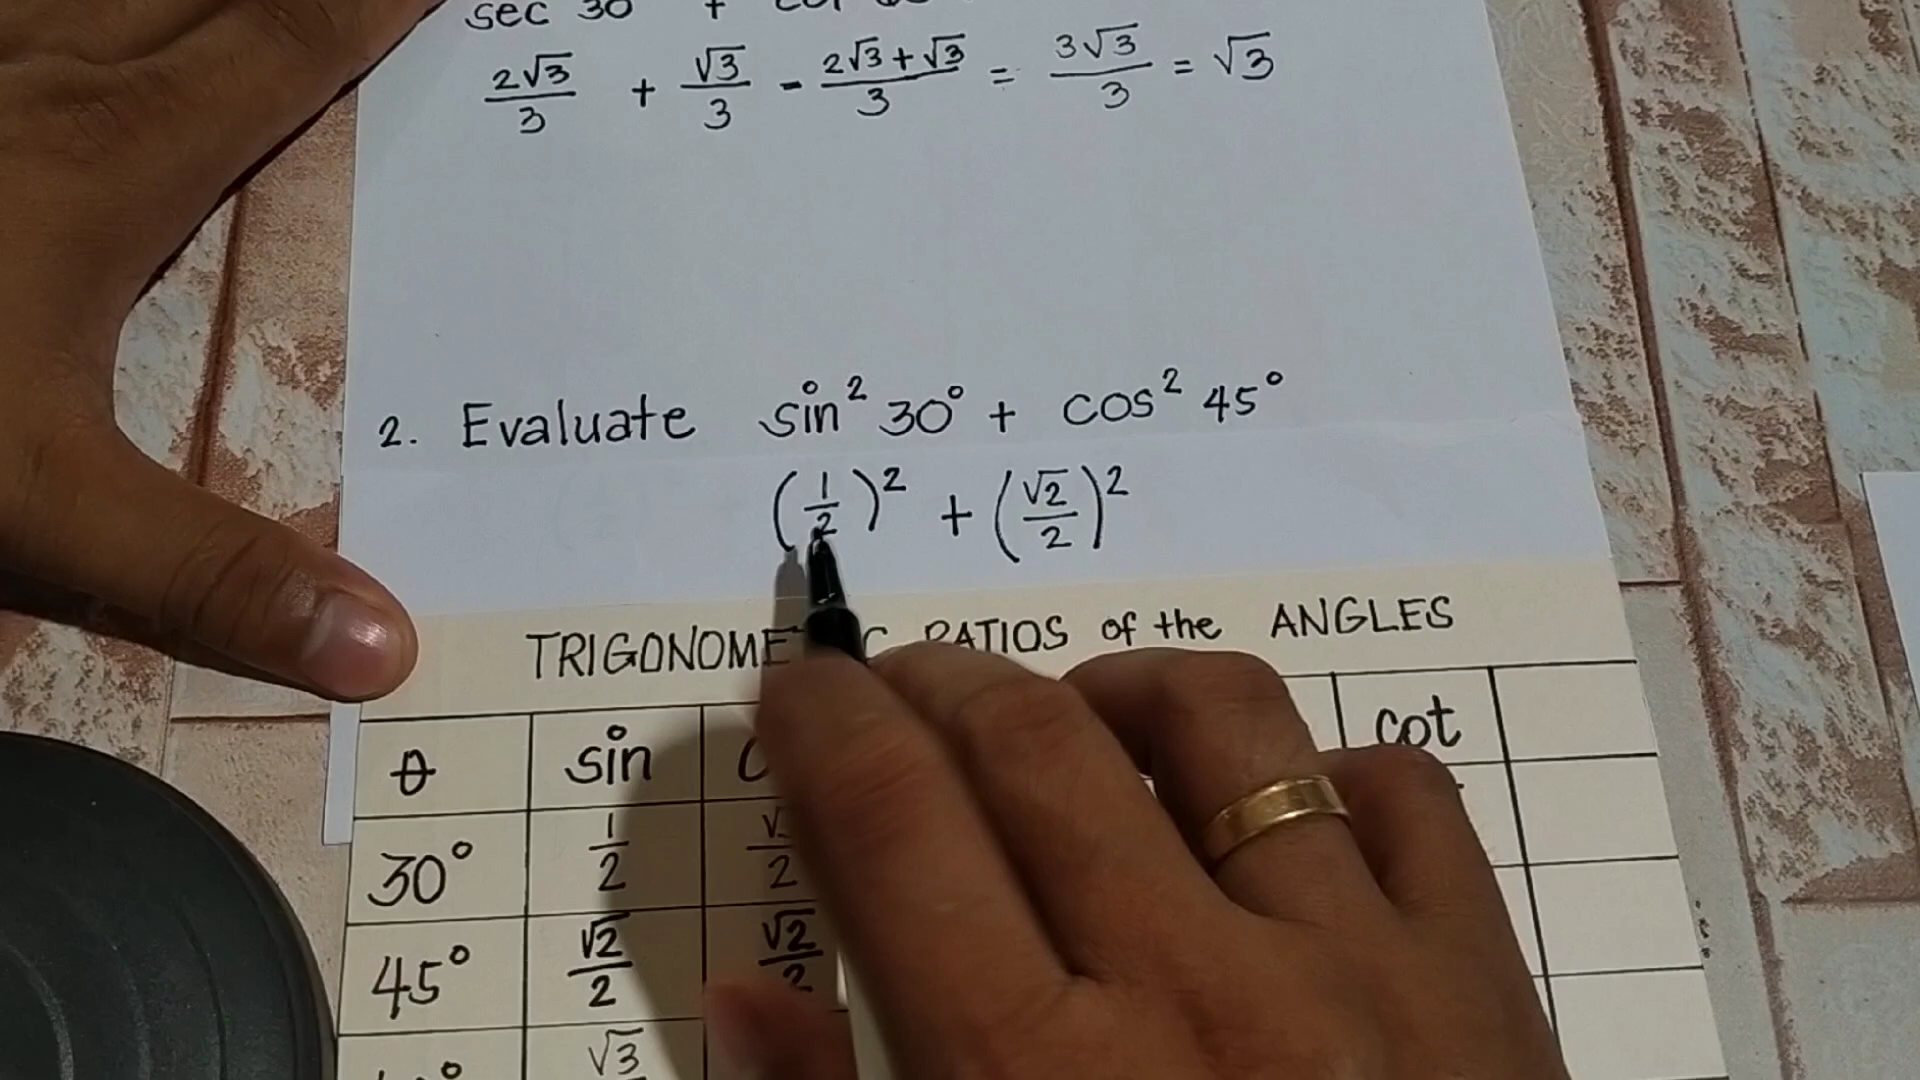 sec 30 +
2√3/3 + √3/3 - 2√3+√3/3 = 3√3/3 = √3
2. Evaluate sin² 30° + cos² 45°
(1/2)² + (√2/2)²
TRIGONOME C RATIOS of the ANGLES
θ sin cot
30° 1/2
45° √2/2 √2/2
√3